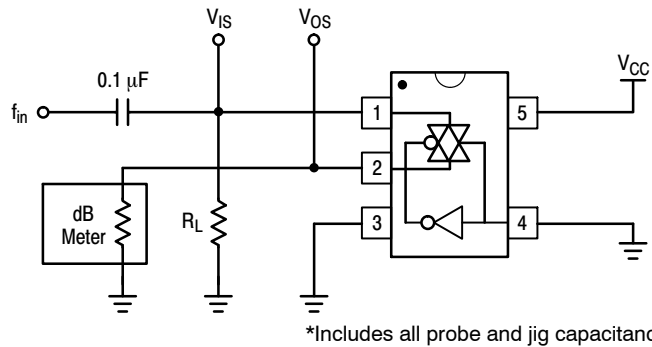 V_IS
V_OS
0.1 μF
V_CC
f_in
1
5
2
dB
Meter
R_L
3
4
*Includes all probe and jig